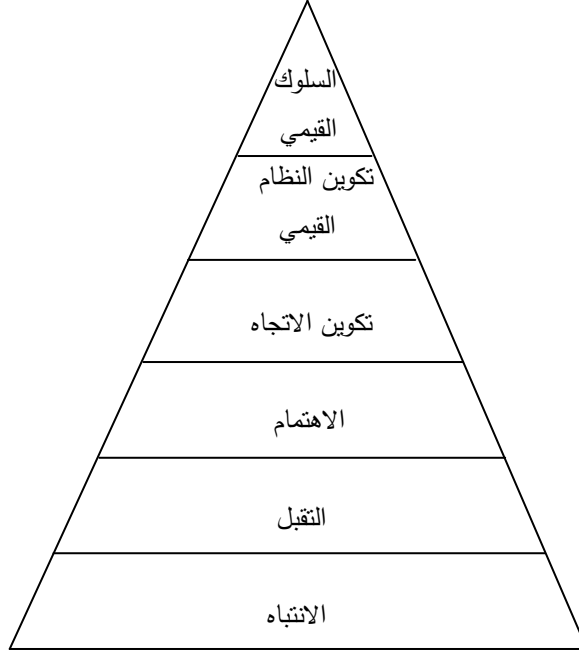 السلوك
القيمي
تكوين النظام
القيمي
تكوين الاتجاه
الاهتمام
التقبل
الانتباه